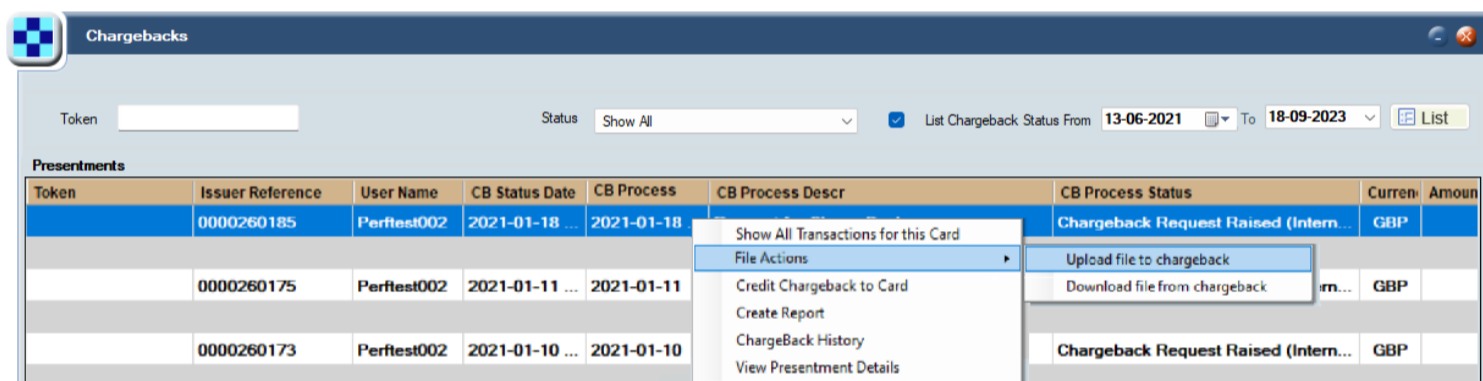 Chargebacks
Token Status Show All List Chargeback Status From 13-06-2021 To 18-09-2023 List
Presentments
Token Issuer Reference User Name CB Status Date CB Process CB Process Descr CB Process Status Curren Amoun
0000260185 Perftest002 2021-01-18 ... 2021-01-18 Chargeback Request Raised (Intern... GBP
Show All Transactions for this Card
File Actions Upload file to chargeback
0000260175 Perftest002 2021-01-11 ... 2021-01-11 Credit Chargeback to Card Download file from chargeback rn... GBP
Create Report
ChargeBack History
0000260173 Perftest002 2021-01-10 ... 2021-01-10 Chargeback Request Raised (Intern... GBP
View Presentment Details